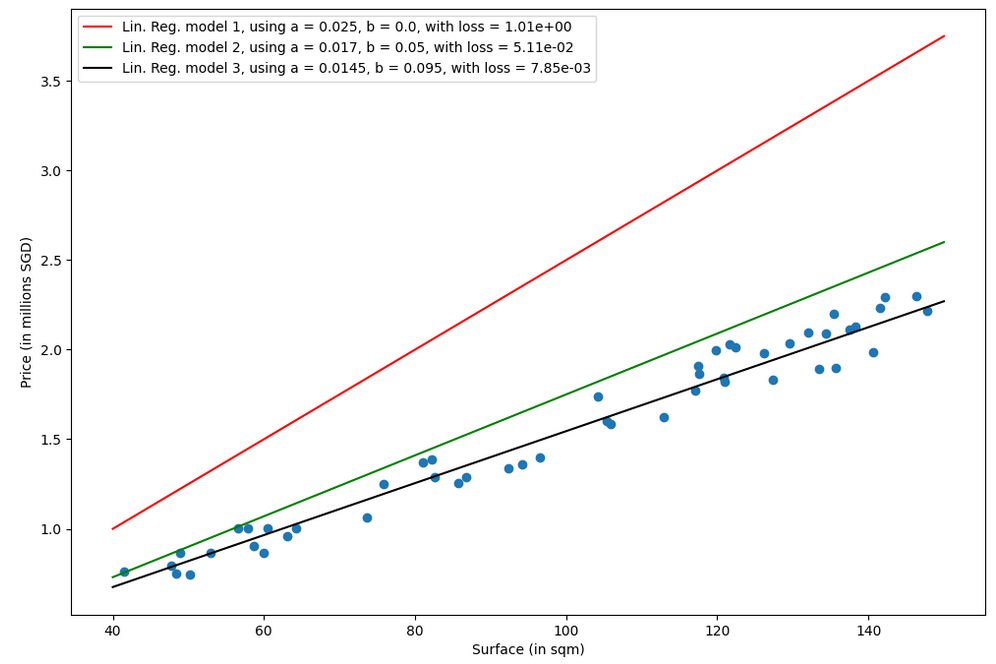 Lin. Reg. model 1, using a = 0.025, b = 0.0, with loss = 1.01e+00
Lin. Reg. model 2, using a = 0.017, b = 0.05, with loss = 5.11e-02
Lin. Reg. model 3, using a = 0.0145, b = 0.095, with loss = 7.85e-03
3.5
3.0
2.5
2.0
1.5
1.0
Price (in millions SGD)
40 60 80 100 120 140
Surface (in sqm)